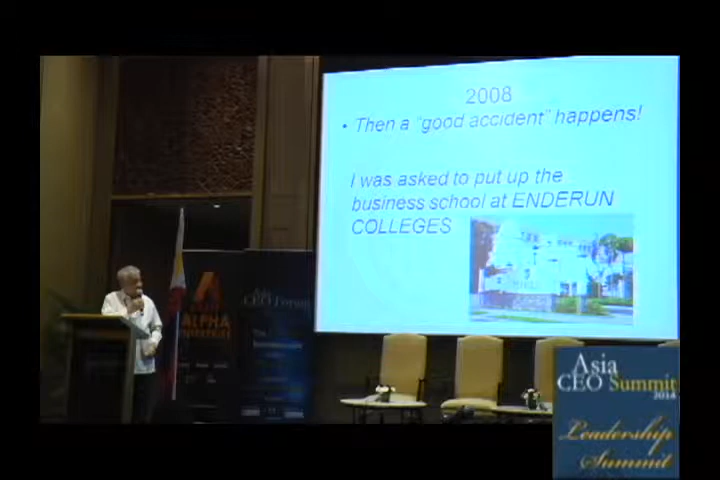 2008
• Then a "good accident" happens!
I was asked to put up the
business school at ENDERUN
COLLEGES
Asia
CEO Forum
ALPHA
Asia
CEO Summit
2014
Leadership
Summit